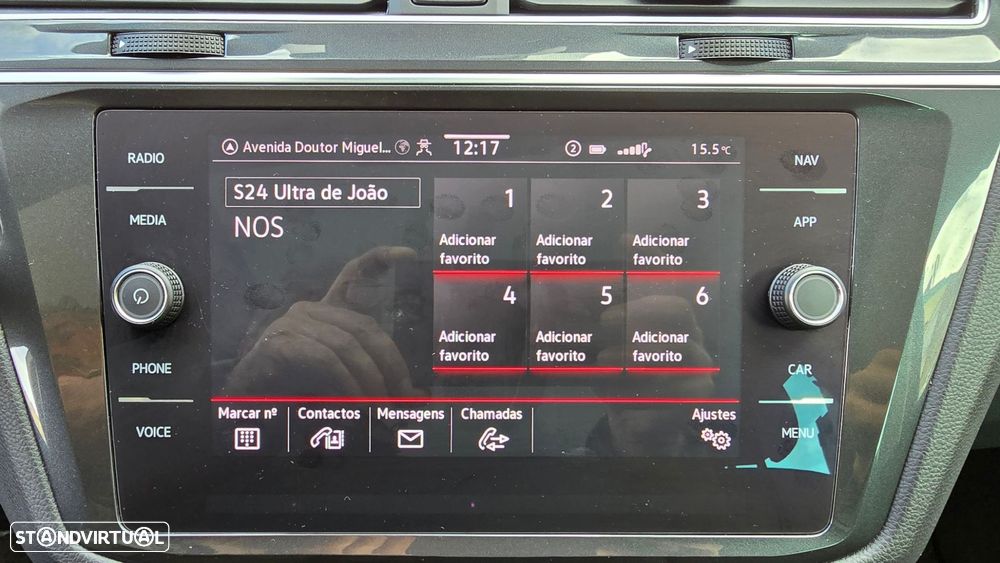 RADIO
MEDIA
PHONE
VOICE
Avenida Doutor Miguel... 12:17 2 15.5°C
S24 Ultra de João
NOS
1 2 3
Adicionar favorito
Adicionar favorito
Adicionar favorito
4 5 6
Adicionar favorito
Adicionar favorito
Adicionar favorito
Marcar nº Contactos Mensagens Chamadas Ajustes
NAV
APP
CAR
MENU
STANDVIRTUAL